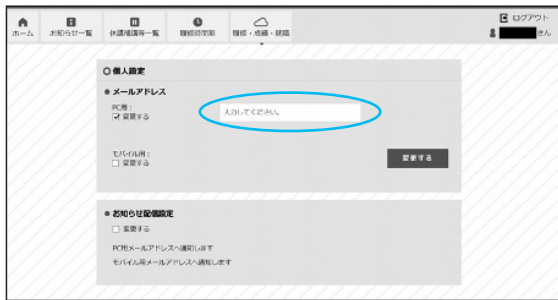 ホーム
お知らせ一覧
休講補講等一覧
履修時間割
履修・成績・就職
ログアウト
さん
個人設定
メールアドレス
PC用：
変更する
入力してください。
モバイル用：
変更する
変更する
お知らせ配信設定
変更する
PC用メールアドレスへ通知します
モバイル用メールアドレスへ通知します